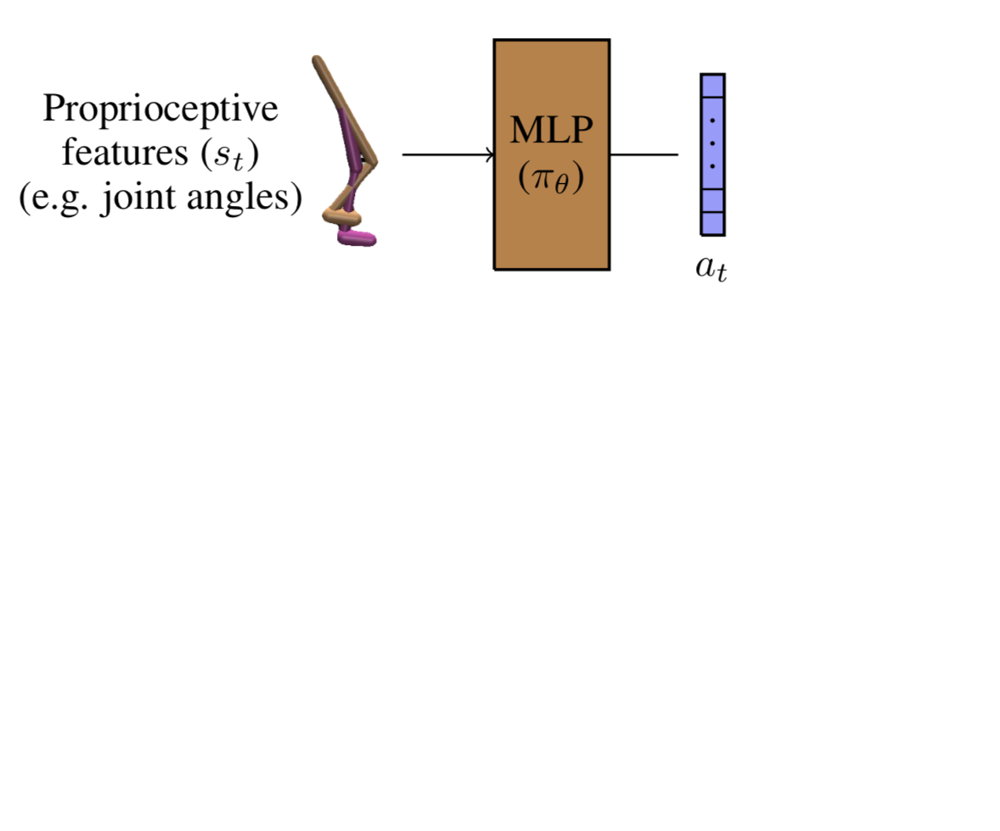 Proprioceptive
features (s_t)
(e.g. joint angles)
MLP
(π_θ)
a_t